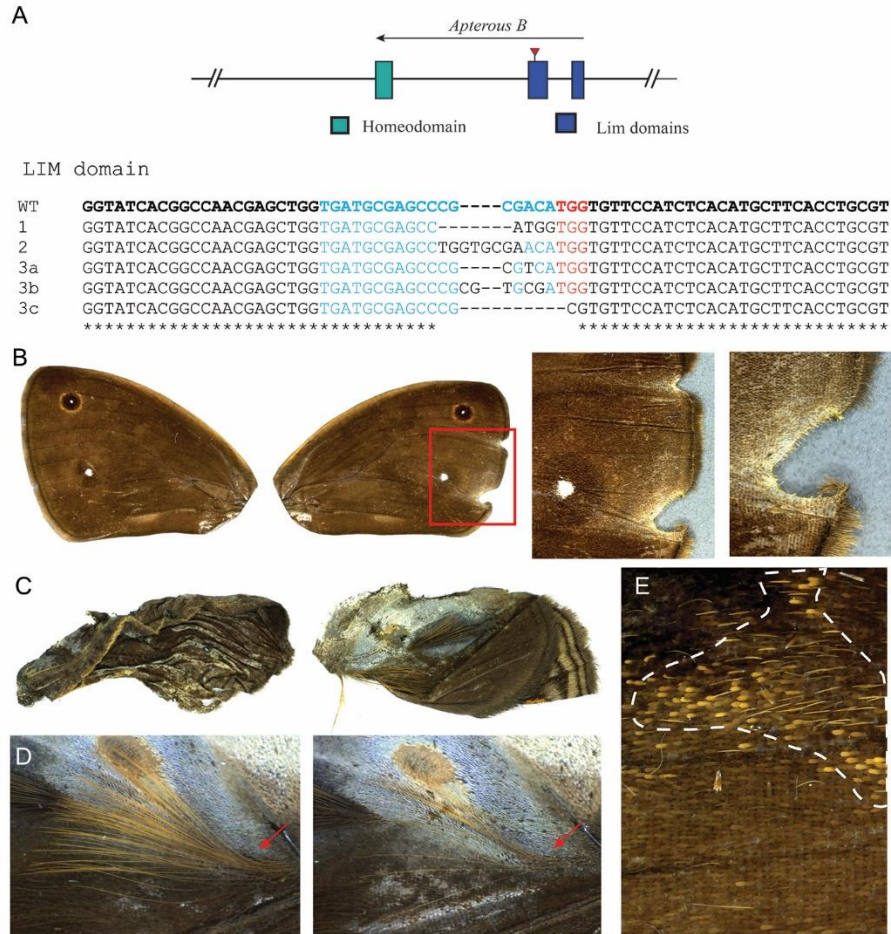 A
Apterous B
Homeodomain
Lim domains
LIM domain
WT GGTATCACGGCCAACGAGCTGGTGATGCGAGCCCG----CGACATGGTGTTCCATCTCACATGCTTCACCTGCGT
1 GGTATCACGGCCAACGAGCTGGTGATGCGAGCC-------ATGGTGGTGTTCCATCTCACATGCTTCACCTGCGT
2 GGTATCACGGCCAACGAGCTGGTGATGCGAGCCTGGTGCGAACATGGTGTTCCATCTCACATGCTTCACCTGCGT
3a GGTATCACGGCCAACGAGCTGGTGATGCGAGCCCG----CGTCATGGTGTTCCATCTCACATGCTTCACCTGCGT
3b GGTATCACGGCCAACGAGCTGGTGATGCGAGCCCGCG--TGCGATGGTGTTCCATCTCACATGCTTCACCTGCGT
3c GGTATCACGGCCAACGAGCTGGTGATGCGAGCCCG----------CGTGTTCCATCTCACATGCTTCACCTGCGT
********************************* *****************************
B
C
E
D